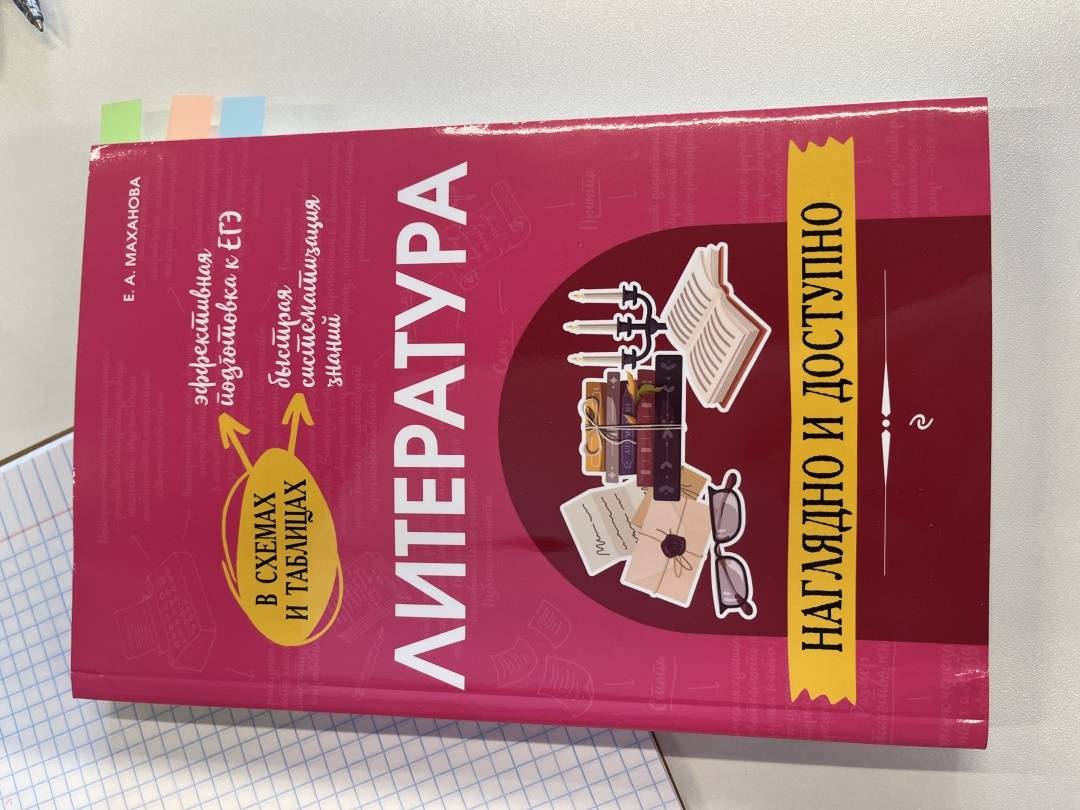 Е. А. МАХАНОВА
В СХЕМАХ
И ТАБЛИЦАХ
эффективная
подготовка к ЕГЭ
быстрая
систематизация
знаний
ЛИТЕРАТУРА
НАГЛЯДНО И ДОСТУПНО